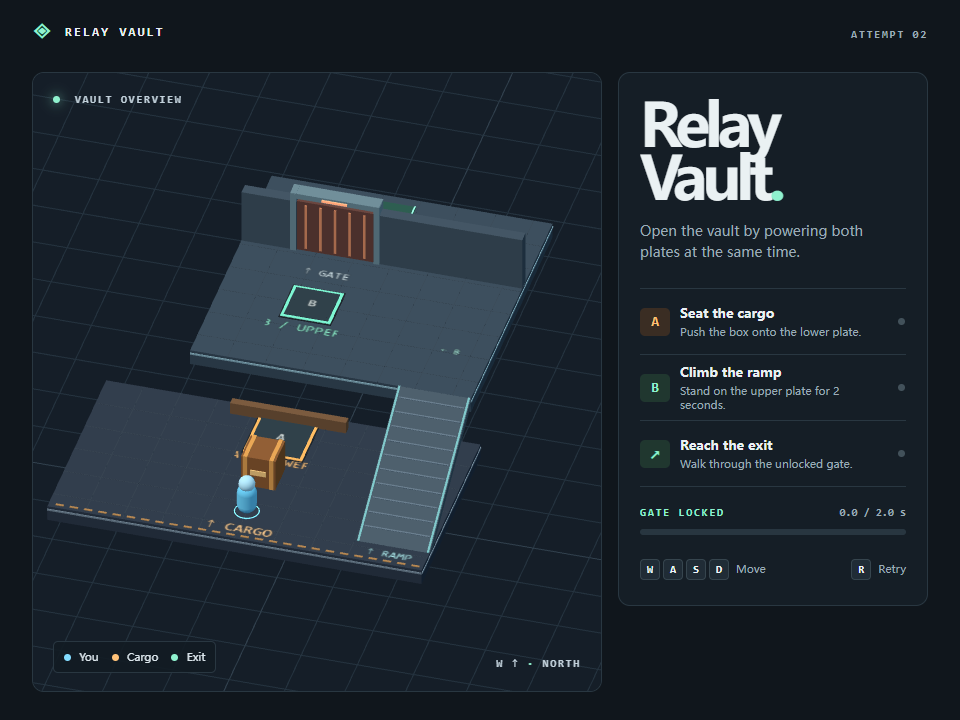 RELAY VAULT
ATTEMPT 02
VAULT OVERVIEW
↑ GATE
B
A
↑ CARGO
↑ RAMP
You
Cargo
Exit
W ↑ · NORTH
Relay
Vault.
Open the vault by powering both
plates at the same time.
A
Seat the cargo
Push the box onto the lower plate.
B
Climb the ramp
Stand on the upper plate for 2
seconds.
↗
Reach the exit
Walk through the unlocked gate.
GATE LOCKED
0.0 / 2.0 s
W A S D Move
R Retry